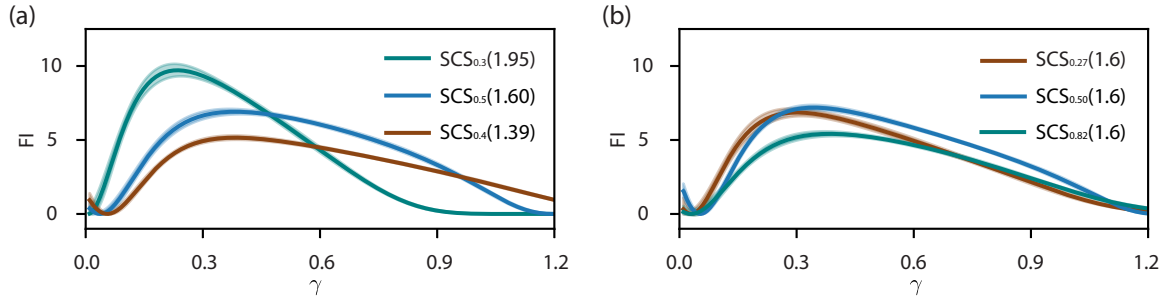 (a)
FI
10
5
0
SCS0.3(1.95)
SCS0.5(1.60)
SCS0.4(1.39)
0.0 0.3 0.6 0.9 1.2
γ
(b)
FI
10
5
0
SCS0.27(1.6)
SCS0.50(1.6)
SCS0.82(1.6)
0.0 0.3 0.6 0.9 1.2
γ